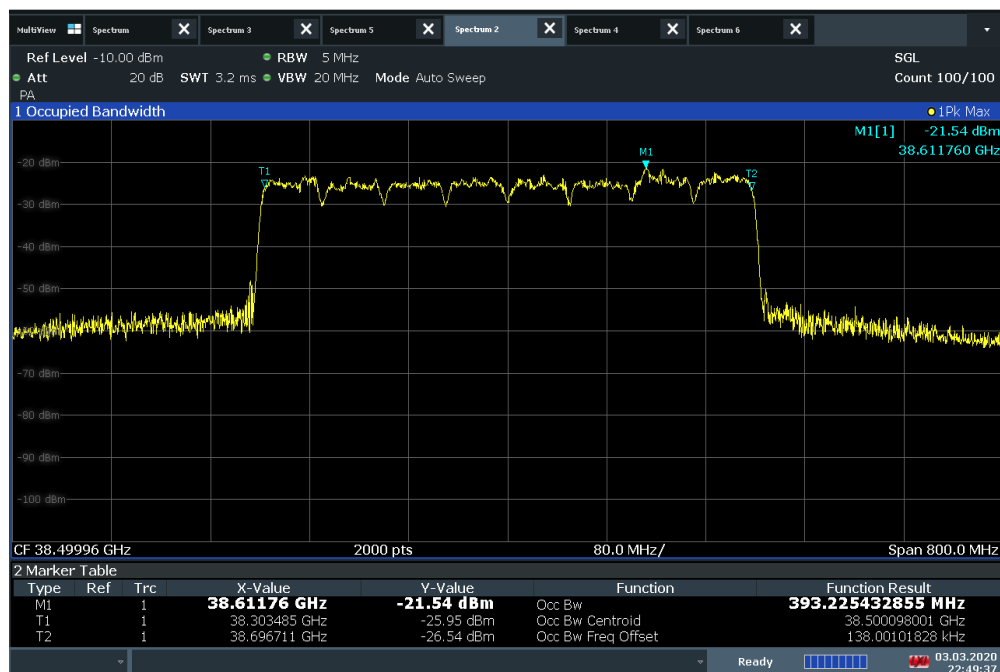 MultiView Spectrum X Spectrum 3 X Spectrum 5 X Spectrum 2 X Spectrum 4 X Spectrum 6 X
Ref Level -10.00 dBm RBW 5 MHz SGL
Att 20 dB SWT 3.2 ms VBW 20 MHz Mode Auto Sweep Count 100/100
PA
1 Occupied Bandwidth 1Pk Max
M1[1] -21.54 dBm
38.611760 GHz
M1
-20 dBm
T1 T2
-30 dBm
-40 dBm
-50 dBm
-70 dBm
-80 dBm
-90 dBm
-100 dBm
CF 38.49996 GHz 2000 pts 80.0 MHz/ Span 800.0 MHz
2 Marker Table
Type Ref Trc X-Value Y-Value Function Function Result
M1 1 38.61176 GHz -21.54 dBm Occ Bw 393.225432855 MHz
T1 1 38.303485 GHz -25.95 dBm Occ Bw Centroid 38.500098001 GHz
T2 1 38.696711 GHz -26.54 dBm Occ Bw Freq Offset 138.00101828 kHz
Ready 03.03.2020
22:49:37